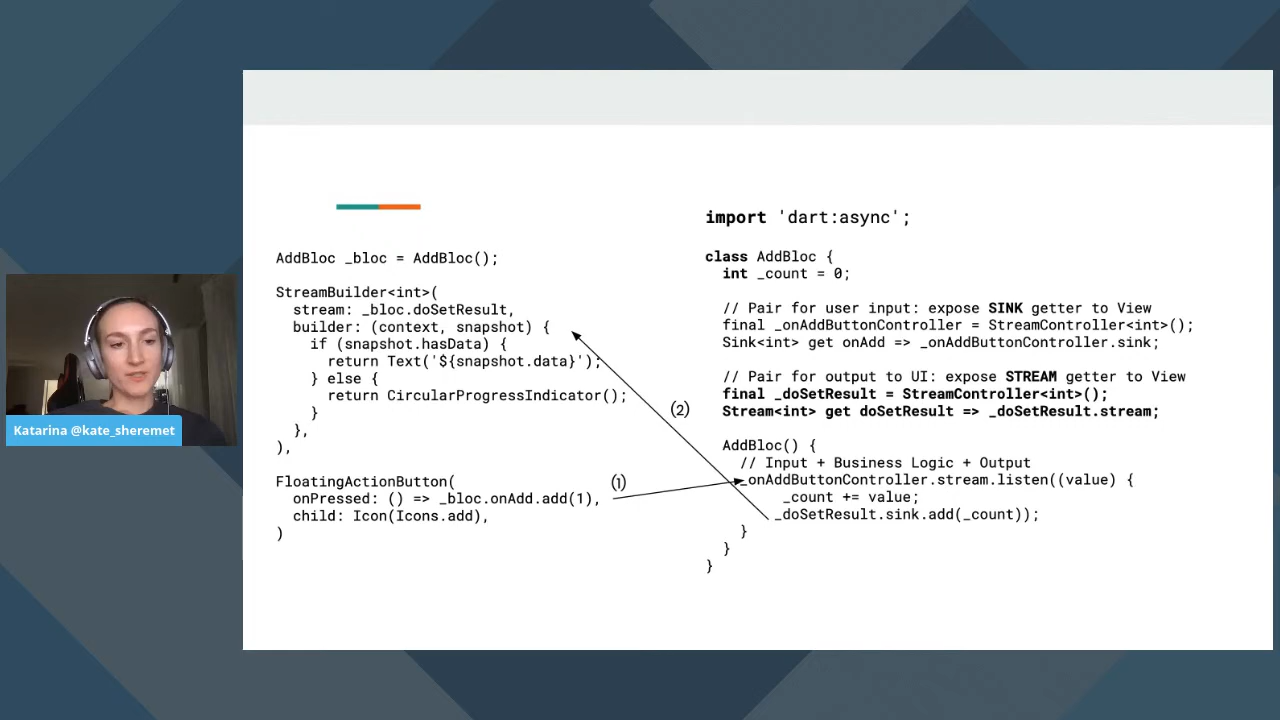 import 'dart:async';
AddBloc _bloc = AddBloc();
StreamBuilder<int>(
stream: _bloc.doSetResult,
builder: (context, snapshot) {
if (snapshot.hasData) {
return Text('${snapshot.data}');
} else {
return CircularProgressIndicator();
}
},
),
FloatingActionButton(
onPressed: () => _bloc.onAdd.add(1),
child: Icon(Icons.add),
)
(1)
(2)
class AddBloc {
int _count = 0;
// Pair for user input: expose SINK getter to View
final _onAddButtonController = StreamController<int>();
Sink<int> get onAdd => _onAddButtonController.sink;
// Pair for output to UI: expose STREAM getter to View
final _doSetResult = StreamController<int>();
Stream<int> get doSetResult => _doSetResult.stream;
AddBloc() {
// Input + Business Logic + Output
_onAddButtonController.stream.listen((value) {
_count += value;
_doSetResult.sink.add(_count));
}
}
}
Katarina @kate_sheremet